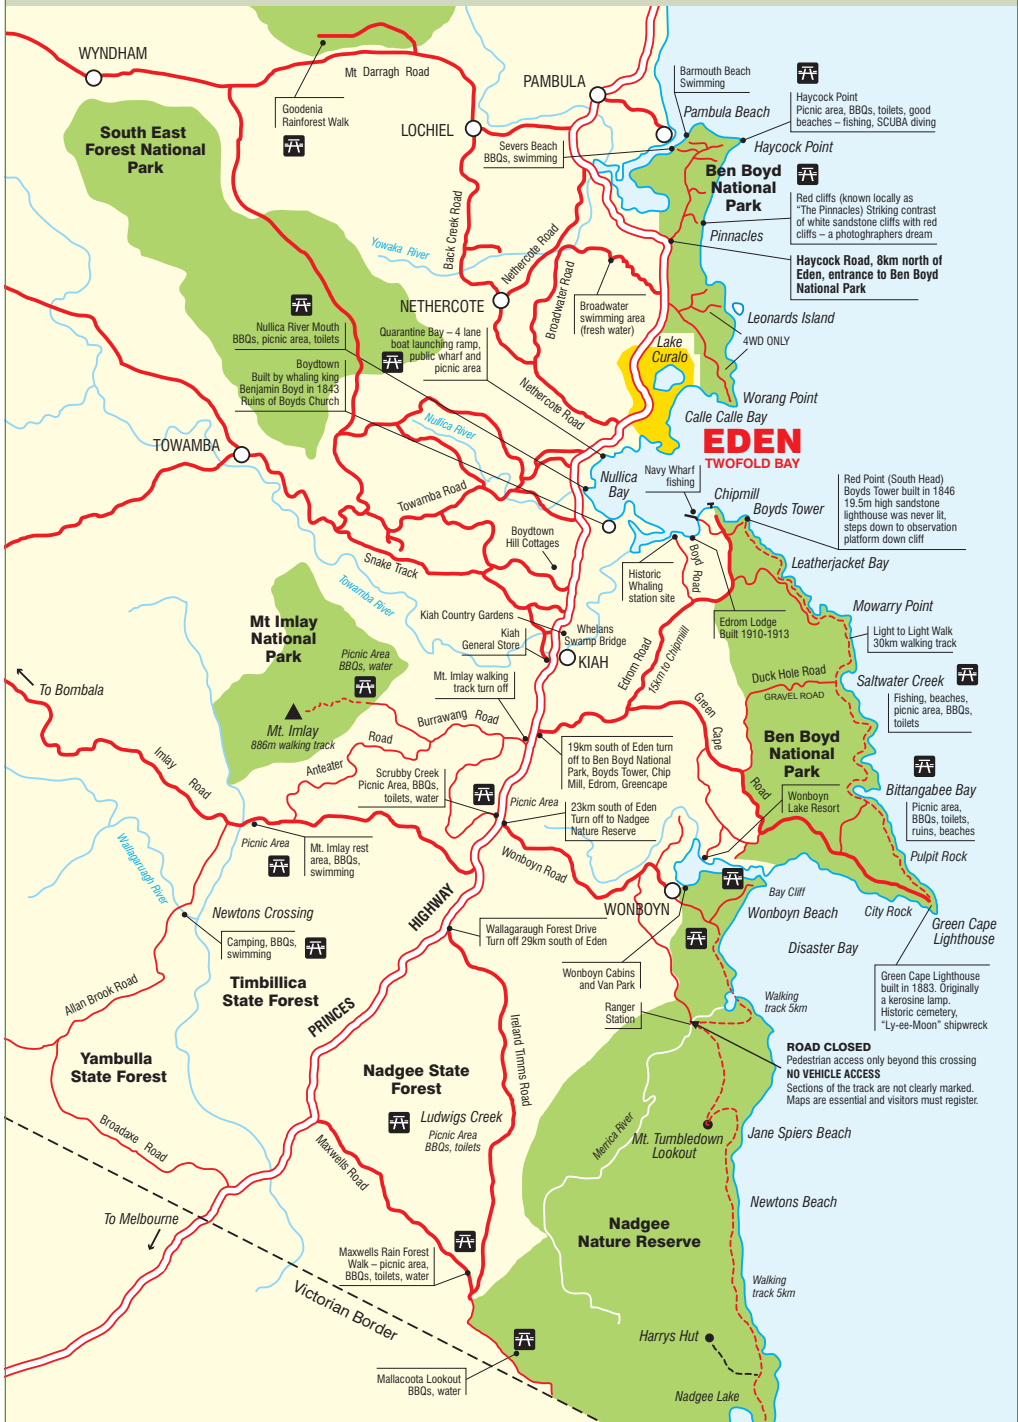 WYNDHAM
Mt Darragh Road
PAMBULA
Barmouth Beach
Swimming
Haycock Point
Picnic area, BBQs, toilets, good
beaches – fishing, SCUBA diving
Pambula Beach
Haycock Point
Goodenia
Rainforest Walk
LOCHIEL
South East
Forest National
Park
Severs Beach
BBQs, swimming
Ben Boyd
National
Park
Red cliffs (known locally as
“The Pinnacles) Striking contrast
of white sandstone cliffs with red
cliffs – a photoghraphers dream
Pinnacles
Haycock Road, 8km north of
Eden, entrance to Ben Boyd
National Park
Yowaka River
Back Creek Road
Nethercote Road
Broadwater Road
NETHERCOTE
Broadwater
swimming area
(fresh water)
Leonards Island
4WD ONLY
Lake
Curalo
Nullica River Mouth
BBQs, picnic area, toilets
Quarantine Bay – 4 lane
boat launching ramp,
public wharf and
picnic area
Boydtown
Built by whaling king
Benjamin Boyd in 1843
Ruins of Boyds Church
Nethercote Road
Worang Point
Calle Calle Bay
Nullica River
EDEN
TWOFOLD BAY
TOWAMBA
Towamba Road
Nullica
Bay
Navy Wharf
fishing
Chipmill
Boyds Tower
Red Point (South Head)
Boyds Tower built in 1846
19.5m high sandstone
lighthouse was never lit,
steps down to observation
platform down cliff
Boydtown
Hill Cottages
Snake Track
Towamba River
Historic
Whaling
station site
Boyd Road
Leatherjacket Bay
Mowarry Point
Edrom Lodge
Built 1910-1913
Light to Light Walk
30km walking track
Mt Imlay
National
Park
Picnic Area
BBQs, water
Kiah Country Gardens
Kiah
General Store
Whelans
Swamp Bridge
KIAH
Edrom Road
15km to Chipmill
Duck Hole Road
GRAVEL ROAD
Saltwater Creek
Fishing, beaches,
picnic area, BBQs,
toilets
To Bombala
Mt. Imlay walking
track turn off
Mt. Imlay
886m walking track
Burrawang Road
Anteater Road
Green Cape Road
Ben Boyd
National
Park
Imlay Road
19km south of Eden turn
off to Ben Boyd National
Park, Boyds Tower, Chip
Mill, Edrom, Greencape
Scrubby Creek
Picnic Area, BBQs,
toilets, water
Picnic Area
23km south of Eden
Turn off to Nadgee
Nature Reserve
Wonboyn
Lake Resort
Bittangabee Bay
Picnic area,
BBQs, toilets,
ruins, beaches
Pulpit Rock
Wallagaruagh River
Picnic Area
Mt. Imlay rest
area, BBQs,
swimming
Wonboyn Road
Bay Cliff
WONBOYN
Wonboyn Beach
City Rock
Green Cape
Lighthouse
Newtons Crossing
Camping, BBQs,
swimming
PRINCES HIGHWAY
Wallagaraugh Forest Drive
Turn off 29km south of Eden
Disaster Bay
Timbillica
State Forest
Allan Brook Road
Wonboyn Cabins
and Van Park
Green Cape Lighthouse
built in 1883. Originally
a kerosine lamp.
Historic cemetery,
“Ly-ee-Moon” shipwreck
Walking
track 5km
Ranger
Station
ROAD CLOSED
Pedestrian access only beyond this crossing
NO VEHICLE ACCESS
Sections of the track are not clearly marked.
Maps are essential and visitors must register.
Yambulla
State Forest
Nadgee State
Forest
Ireland Timms Road
Ludwigs Creek
Picnic Area
BBQs, toilets
Broadaxe Road
Maxwells Road
Merrica River
Mt. Tumbledown
Lookout
Jane Spiers Beach
Newtons Beach
To Melbourne
Nadgee
Nature Reserve
Maxwells Rain Forest
Walk – picnic area,
BBQs, toilets, water
Victorian Border
Walking
track 5km
Harrys Hut
Mallacoota Lookout
BBQs, water
Nadgee Lake